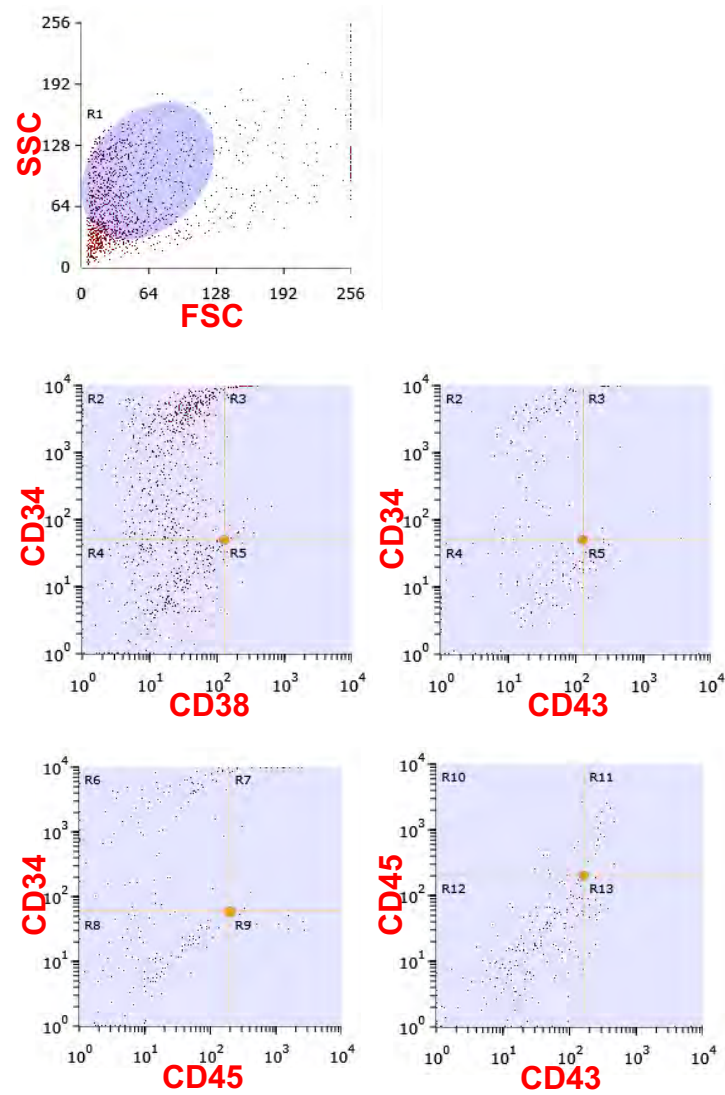 256
192
R1
SSC
128
64
0
0 64 128 192 256
FSC
10⁴ R2 R3
10³
CD34
10²
R4 R5
10¹
10⁰
10⁰ 10¹ 10² 10³ 10⁴
CD38
10⁴ R2 R3
10³
CD34
10²
R4 R5
10¹
10⁰
10⁰ 10¹ 10² 10³ 10⁴
CD43
10⁴ R6 R7
10³
CD34
10²
R8 R9
10¹
10⁰
10⁰ 10¹ 10² 10³ 10⁴
CD45
10⁴ R10 R11
10³
CD45
10²
R12 R13
10¹
10⁰
10⁰ 10¹ 10² 10³ 10⁴
CD43